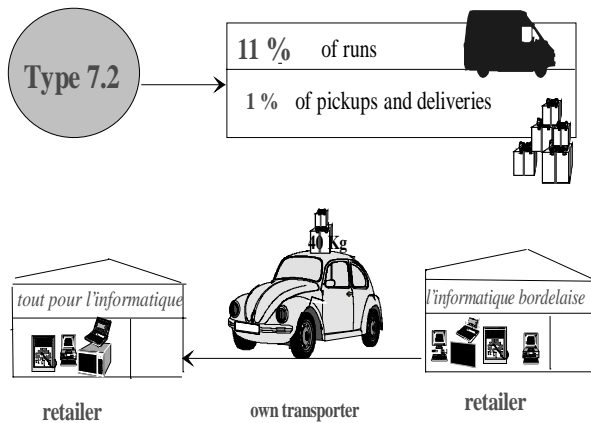 Type 7.2
11 % of runs
1 % of pickups and deliveries
40 Kg
tout pour l'informatique
l'informatique bordelaise
retailer
own transporter
retailer